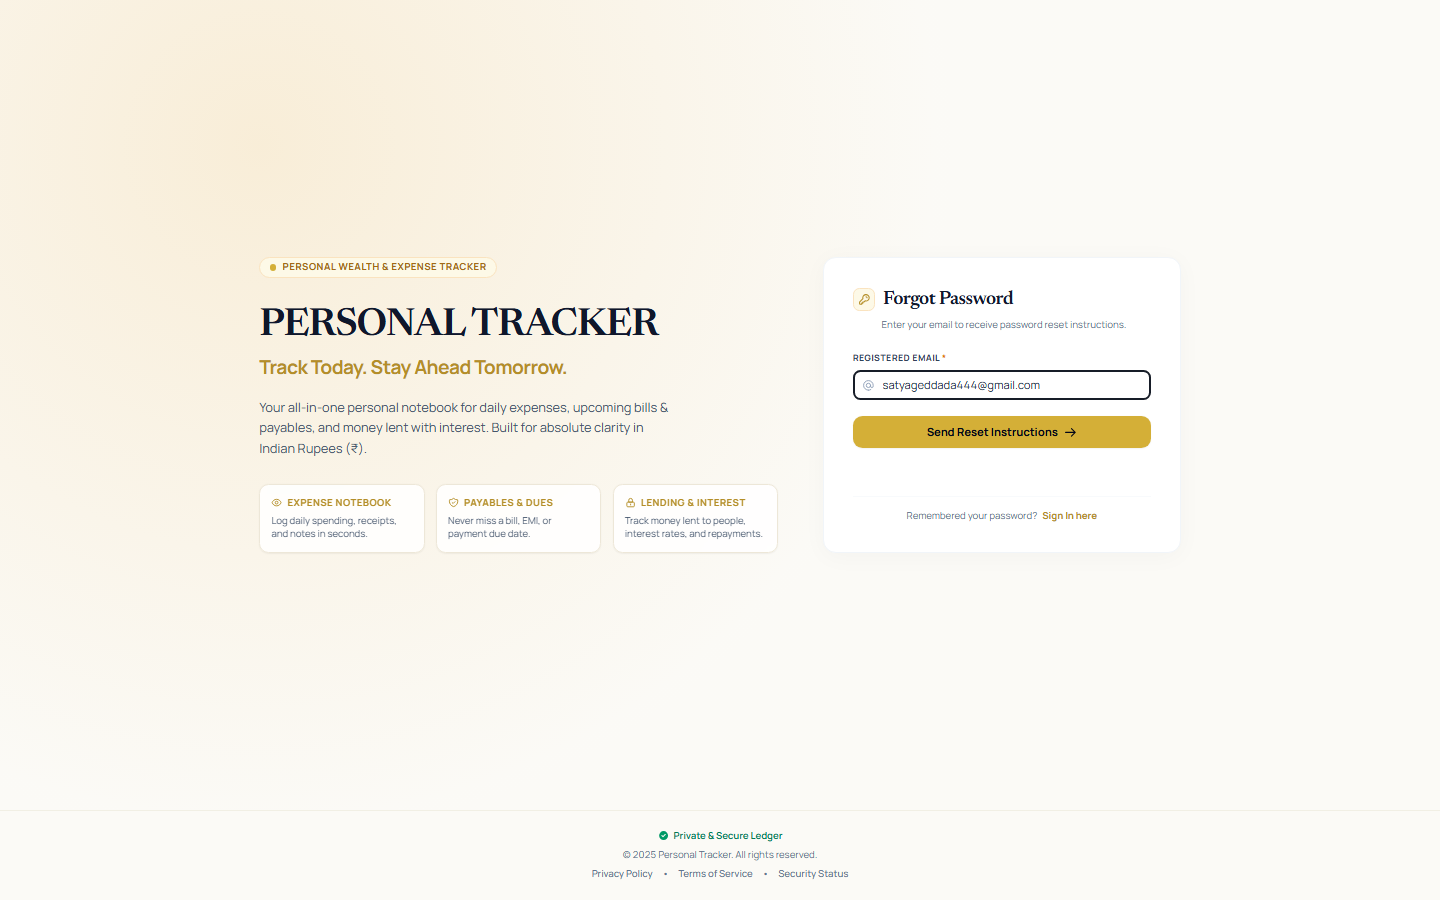 PERSONAL WEALTH & EXPENSE TRACKER
PERSONAL TRACKER
Track Today. Stay Ahead Tomorrow.
Your all-in-one personal notebook for daily expenses, upcoming bills &
payables, and money lent with interest. Built for absolute clarity in
Indian Rupees (₹).
EXPENSE NOTEBOOK
Log daily spending, receipts,
and notes in seconds.
PAYABLES & DUES
Never miss a bill, EMI, or
payment due date.
LENDING & INTEREST
Track money lent to people,
interest rates, and repayments.
Forgot Password
Enter your email to receive password reset instructions.
REGISTERED EMAIL *
satyageddada444@gmail.com
Send Reset Instructions →
Remembered your password? Sign In here
Private & Secure Ledger
© 2025 Personal Tracker. All rights reserved.
Privacy Policy • Terms of Service • Security Status